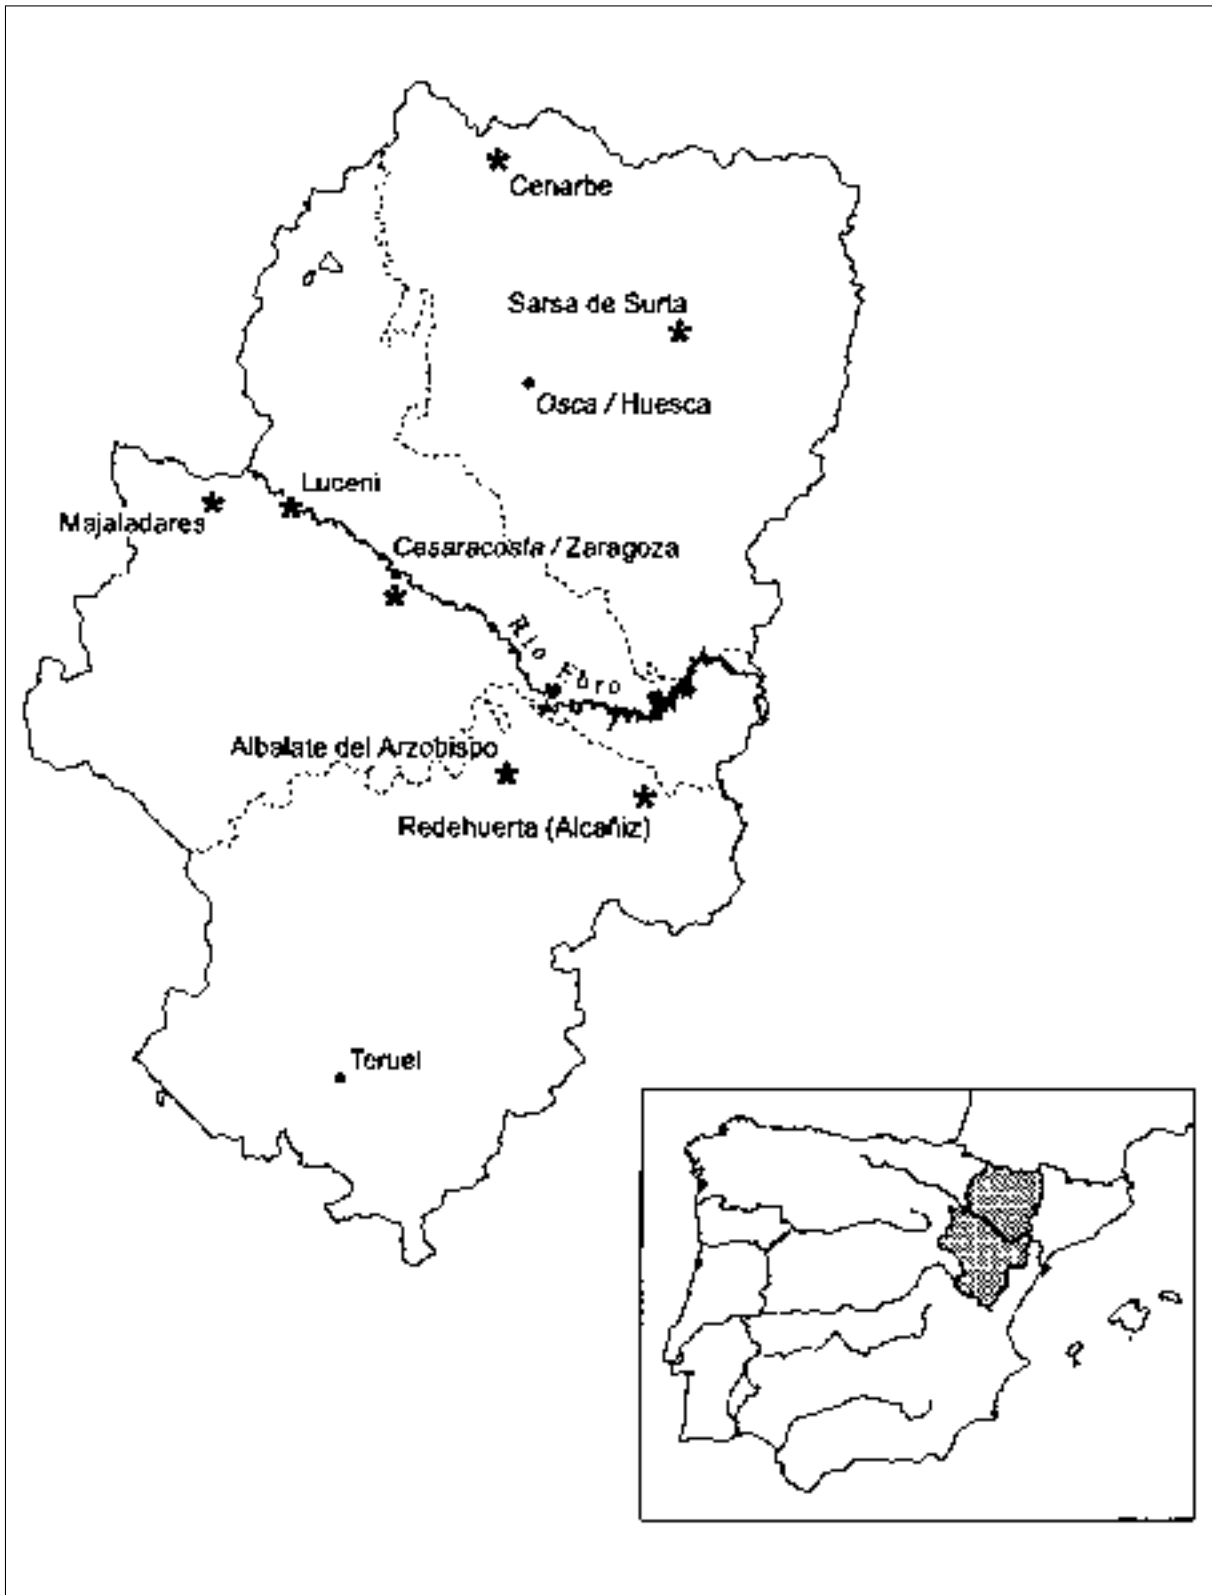 Cenarbe
Sarsa de Surta
Osca / Huesca
Luceni
Majaladares
Cesaracosta / Zaragoza
Río Ebro
Albalate del Arzobispo
Redehuerta (Alcañiz)
Teruel